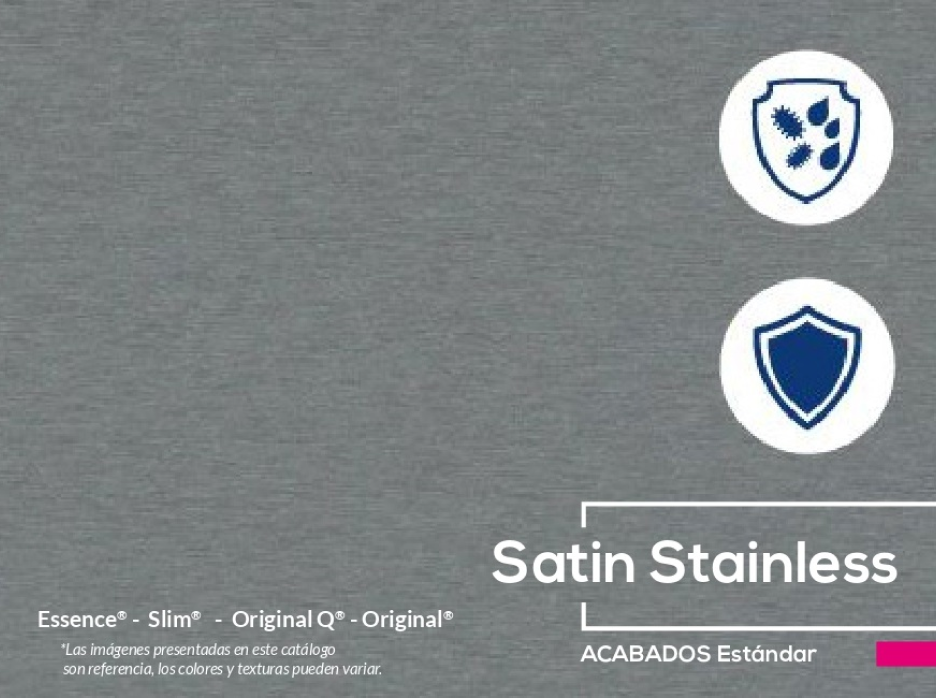 Satin Stainless
Essence® - Slim® - Original Q® - Original®
*Las imágenes presentadas en este catálogo
son referencia, los colores y texturas pueden variar.
ACABADOS Estándar